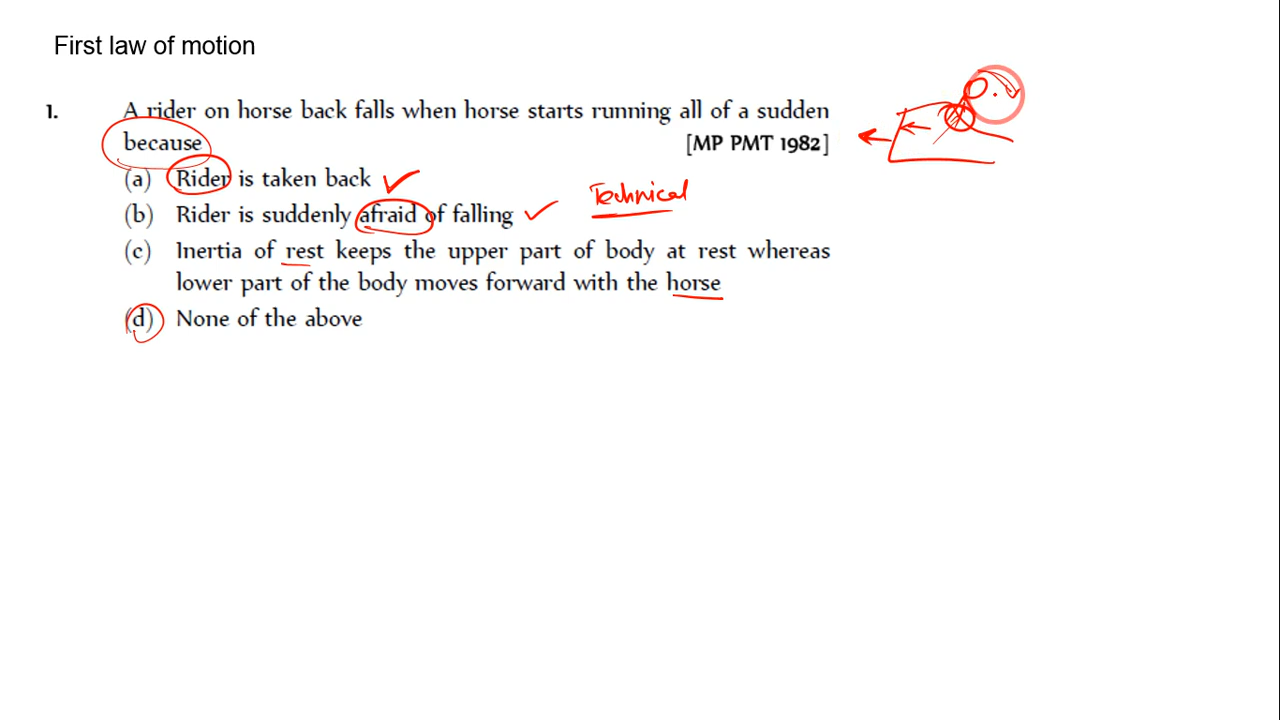 First law of motion
1. A rider on horse back falls when horse starts running all of a sudden
because [MP PMT 1982]
(a) Rider is taken back
(b) Rider is suddenly afraid of falling
Technical
(c) Inertia of rest keeps the upper part of body at rest whereas
lower part of the body moves forward with the horse
(d) None of the above